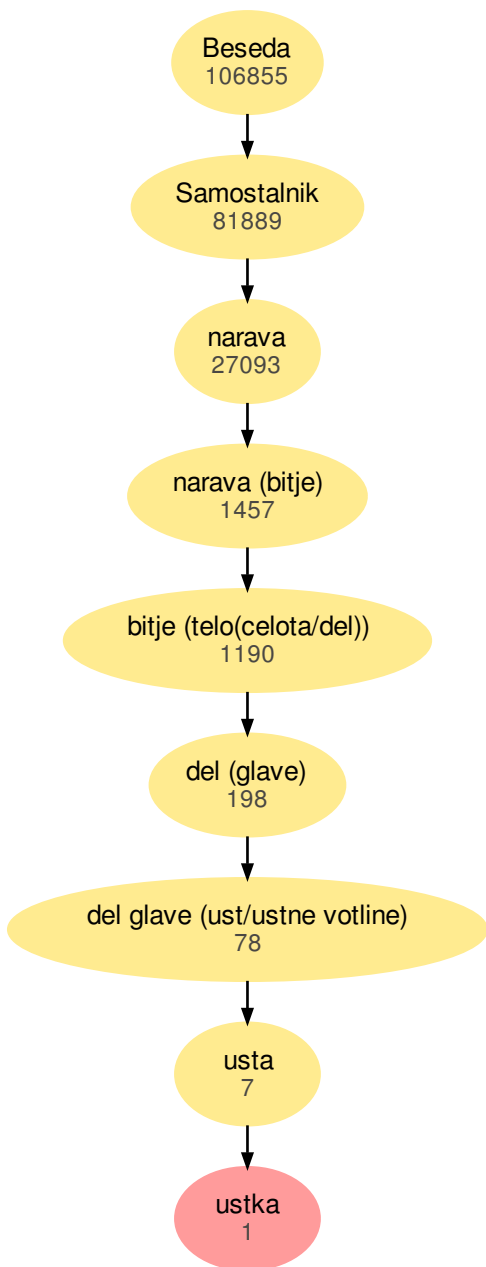 Beseda
106855
Samostalnik
81889
narava
27093
narava (bitje)
1457
bitje (telo(celota/del))
1190
del (glave)
198
del glave (ust/ustne votline)
78
usta
7
ustka
1